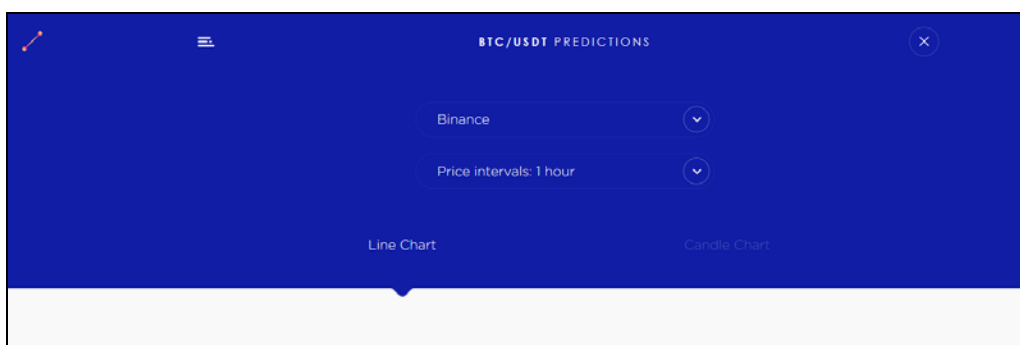 BTC/USDT PREDICTIONS
Binance
Price intervals: 1 hour
Line Chart
Candle Chart